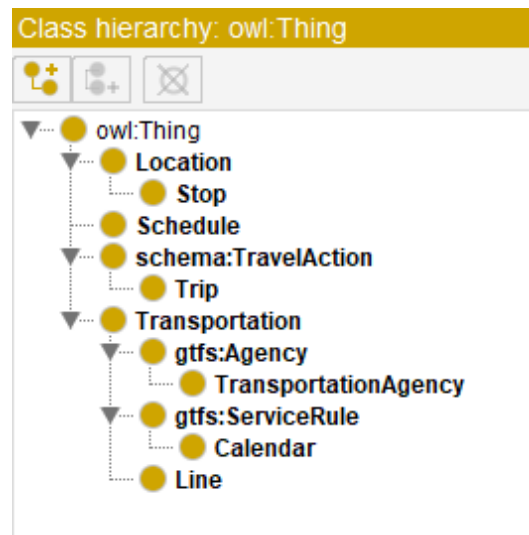 Class hierarchy: owl:Thing
owl:Thing
Location
Stop
Schedule
schema:TravelAction
Trip
Transportation
gtfs:Agency
TransportationAgency
gtfs:ServiceRule
Calendar
Line